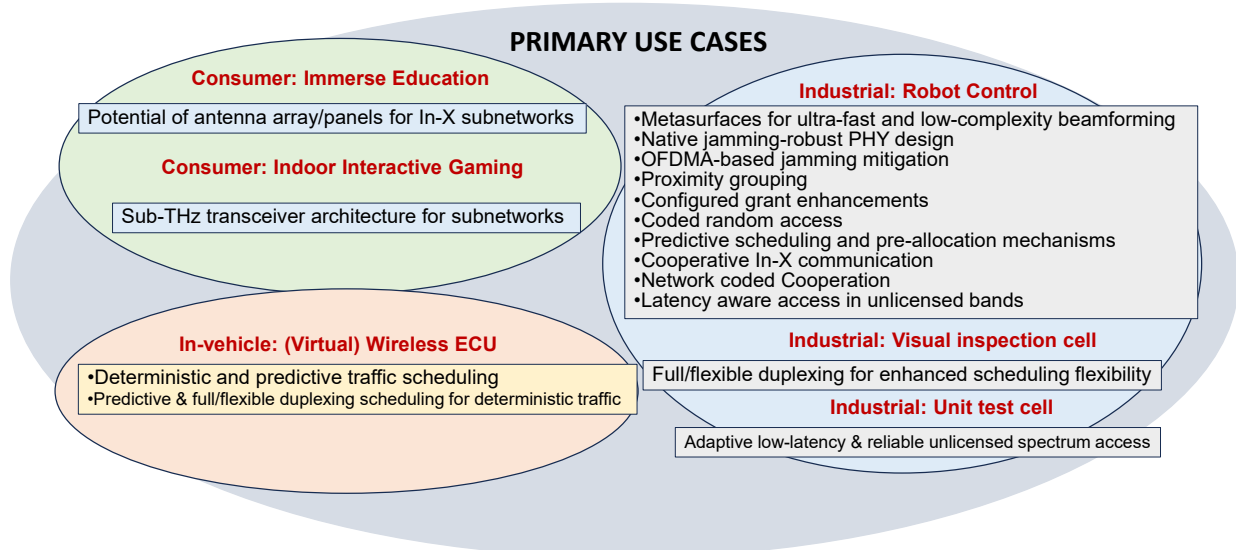 PRIMARY USE CASES
Consumer: Immerse Education
Potential of antenna array/panels for In-X subnetworks
Consumer: Indoor Interactive Gaming
Sub-THz transceiver architecture for subnetworks
In-vehicle: (Virtual) Wireless ECU
•Deterministic and predictive traffic scheduling
•Predictive & full/flexible duplexing scheduling for deterministic traffic
Industrial: Robot Control
•Metasurfaces for ultra-fast and low-complexity beamforming
•Native jamming-robust PHY design
•OFDMA-based jamming mitigation
•Proximity grouping
•Configured grant enhancements
•Coded random access
•Predictive scheduling and pre-allocation mechanisms
•Cooperative In-X communication
•Network coded Cooperation
•Latency aware access in unlicensed bands
Industrial: Visual inspection cell
Full/flexible duplexing for enhanced scheduling flexibility
Industrial: Unit test cell
Adaptive low-latency & reliable unlicensed spectrum access